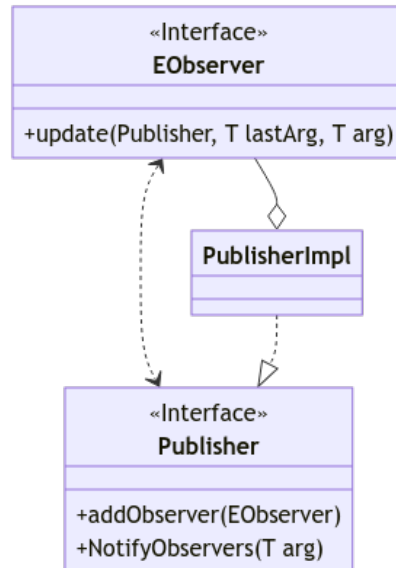 «Interface»
EObserver
+update(Publisher, T lastArg, T arg)
PublisherImpl
«Interface»
Publisher
+addObserver(EObserver)
+NotifyObservers(T arg)